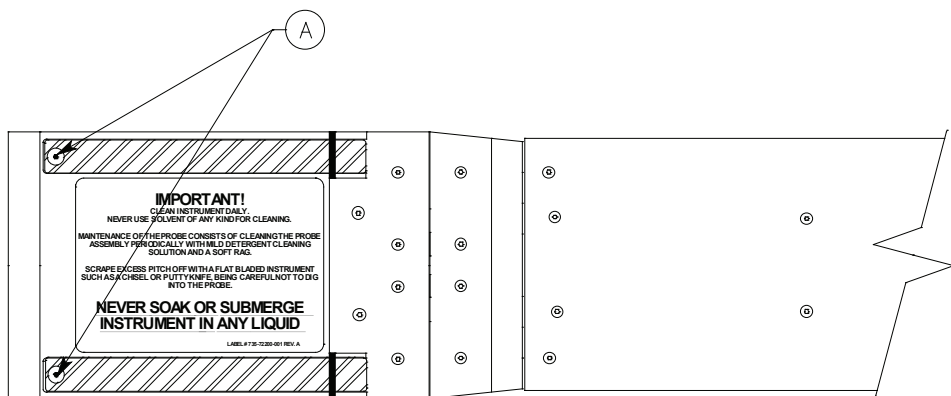 A
IMPORTANT!
CLEAN INSTRUMENT DAILY.
NEVER USE SOLVENT OF ANY KIND FOR CLEANING.
MAINTENANCE OF THE PROBE CONSISTS OF CLEANING THE PROBE
ASSEMBLY PERIODICALLY WITH MILD DETERGENT CLEANING
SOLUTION AND A SOFT RAG.
SCRAPE EXCESS PITCH OFF WITH A FLAT BLADED INSTRUMENT
SUCH AS A CHISEL OR PUTTY KNIFE, BEING CAREFUL NOT TO DIG
INTO THE PROBE.
NEVER SOAK OR SUBMERGE
INSTRUMENT IN ANY LIQUID
LABEL # 735-72200-001 REV. A